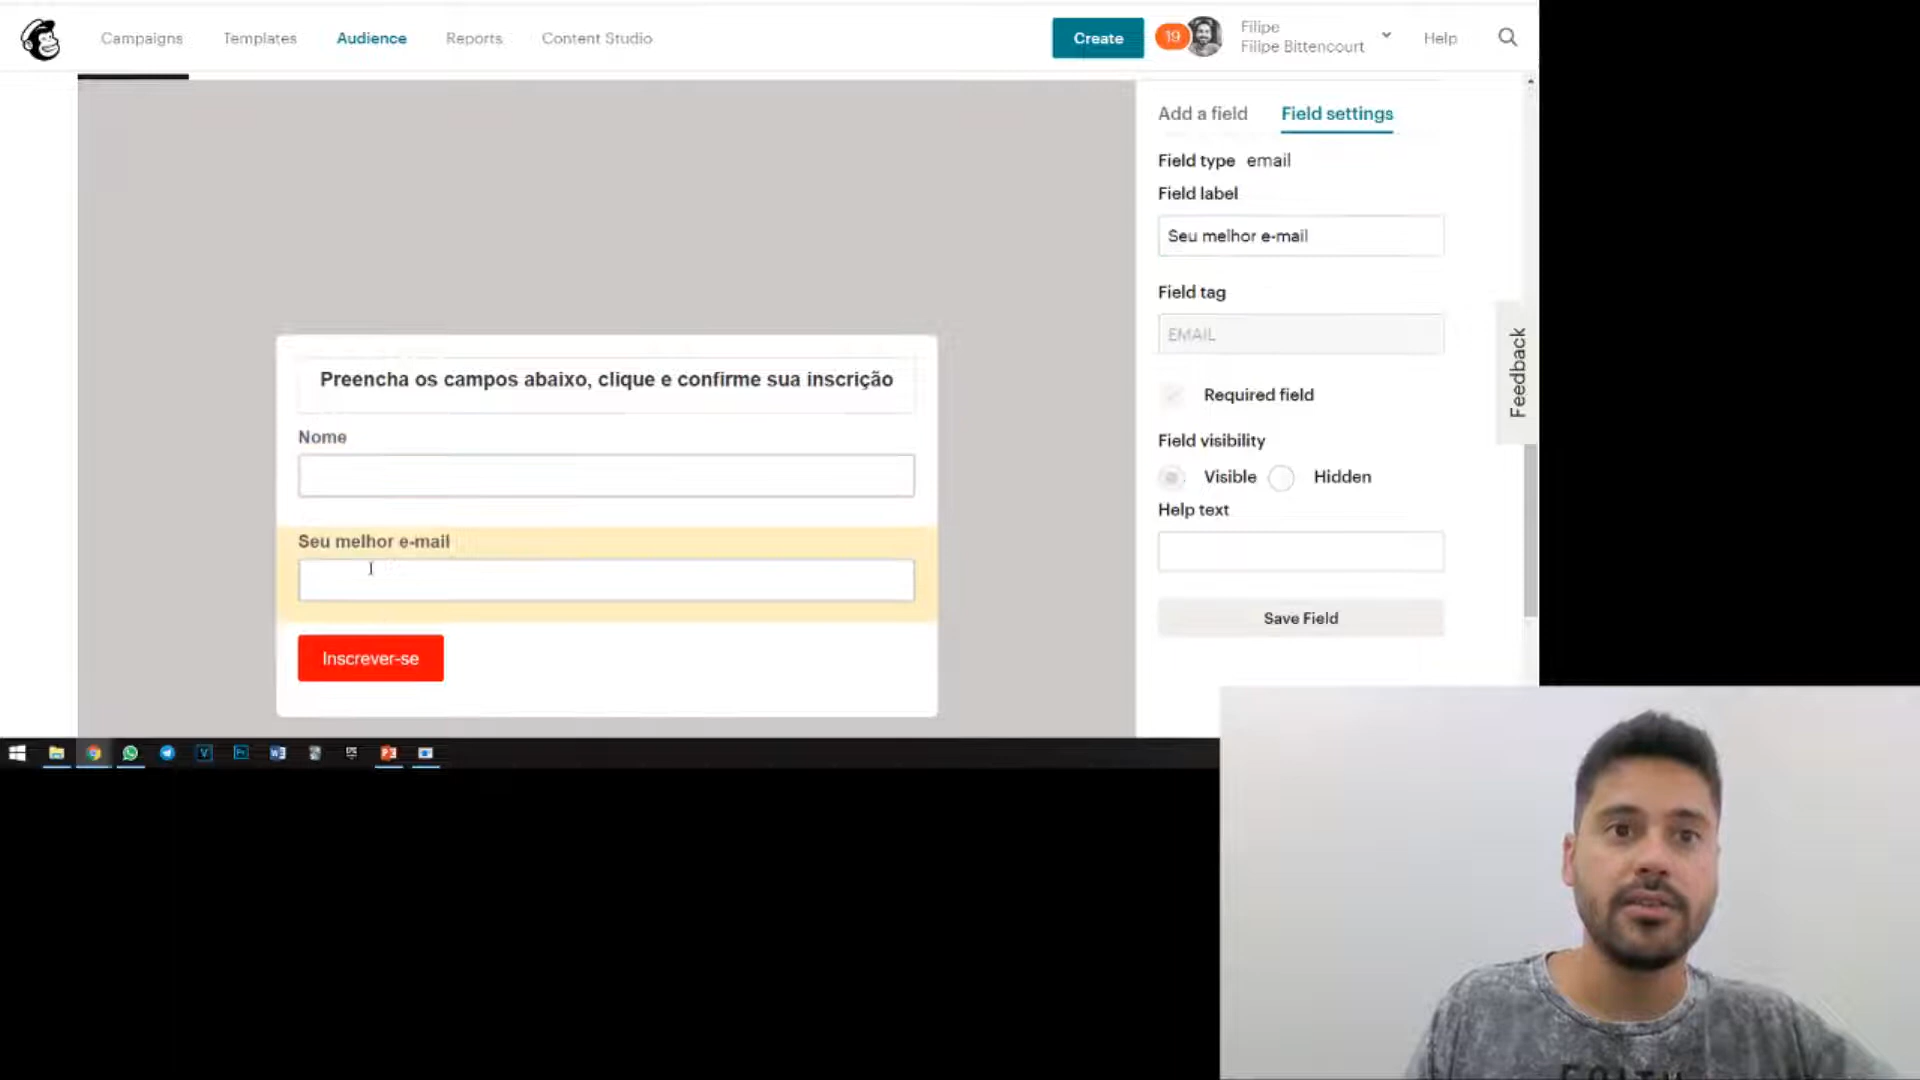 Campaigns
Templates
Audience
Reports
Content Studio
Create
19
Filipe
Filipe Bittencourt
Help
Add a field
Field settings
Field type email
Field label
Seu melhor e-mail
Field tag
EMAIL
Required field
Field visibility
Visible
Hidden
Help text
Save Field
Feedback
Preencha os campos abaixo, clique e confirme sua inscrição
Nome
Seu melhor e-mail
Inscrever-se